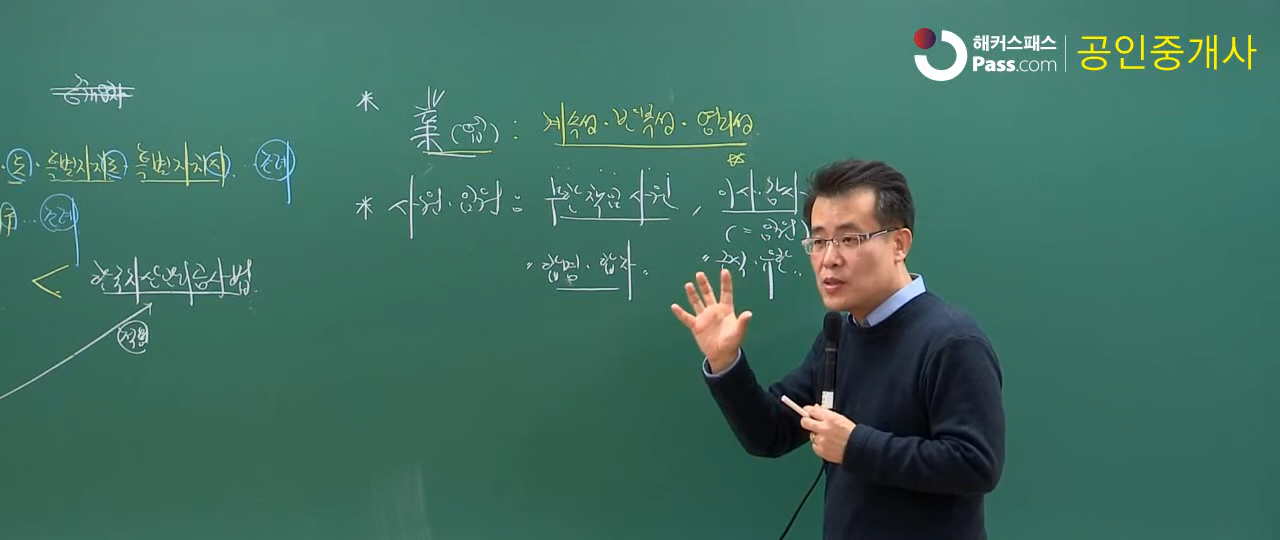 해커스패스
Pass.com
공인중개사
* 業 (업) : 계속성·반복성·영리성.
도·특별자치도·특별자치시. … 조례
… 조례
* 사원·임원 : 무한책임사원, 이사·감사
(= 임원)
"합명·합자" "주식·유한"
< 한국자산관리공사법.
적용